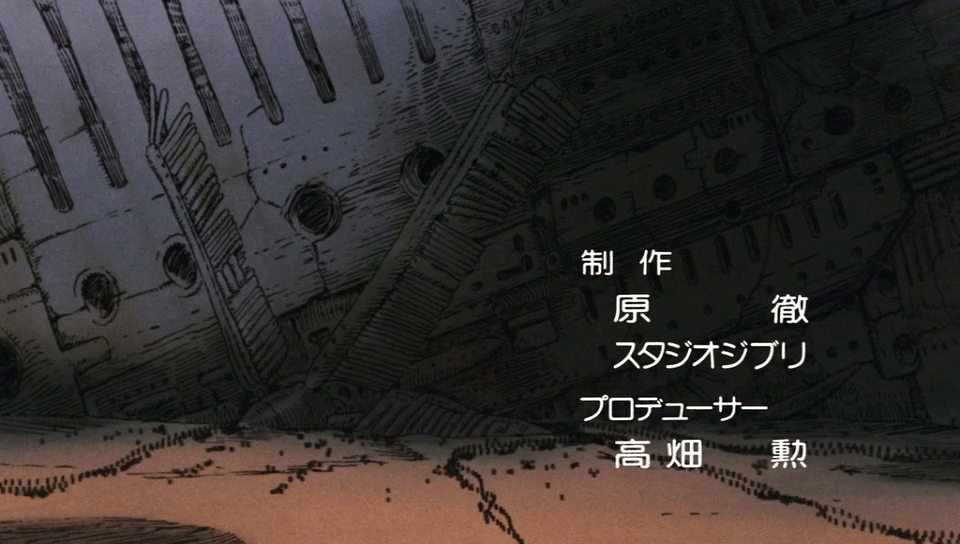 制 作
原 徹
スタジオジブリ
プロデューサー
高 畑 勲